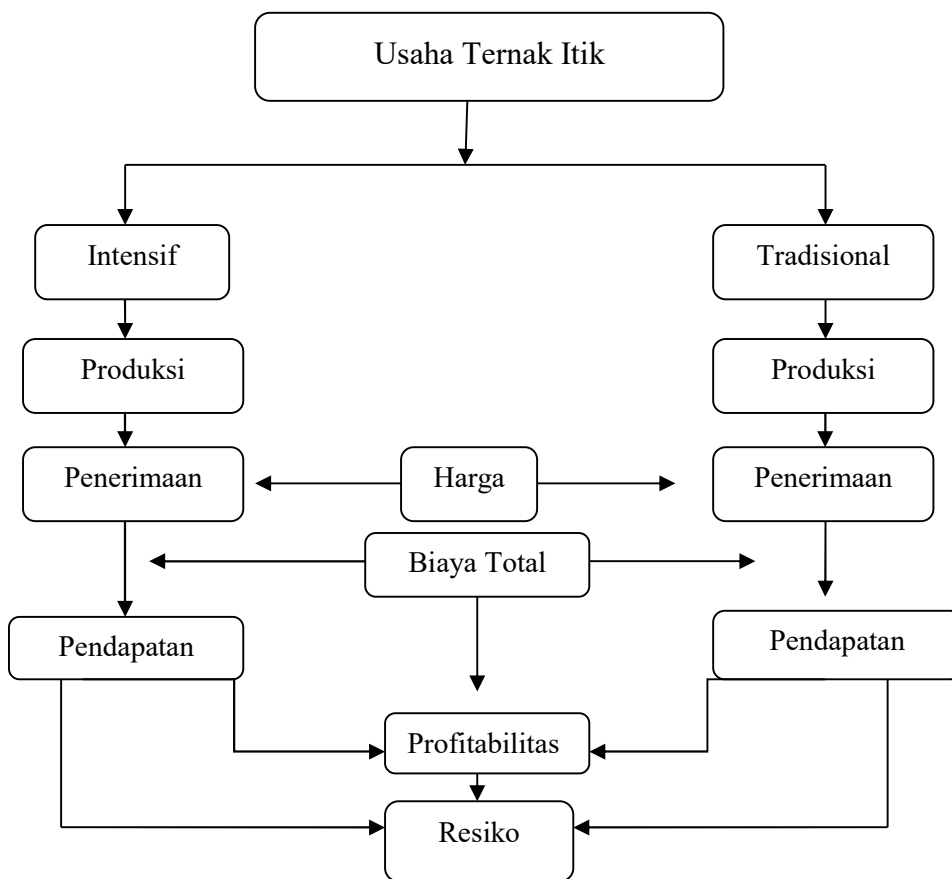 Usaha Ternak Itik
Intensif
Tradisional
Produksi
Produksi
Penerimaan
Harga
Penerimaan
Biaya Total
Pendapatan
Pendapatan
Profitabilitas
Resiko